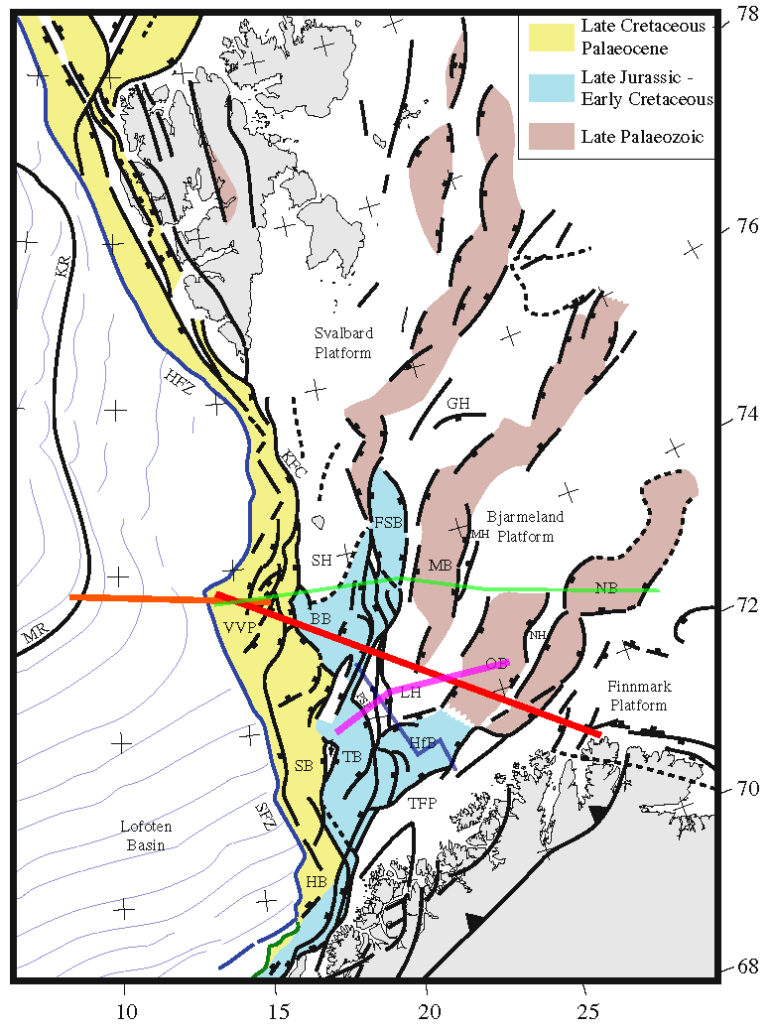 78
Late Cretaceous
Palaeocene
Late Jurassic -
Early Cretaceous
Late Palaeozoic
76
KR
Svalbard
Platform
HFZ
GH
74
KFC
FSB
Bjarmeland
Platform
MH
SH
MB
NB
72
BB
VVP
MR
NH
OB
LH
Finnmark
Platform
HfB
TB
SB
70
TFP
SFZ
Lofoten
Basin
HB
68
10
15
20
25